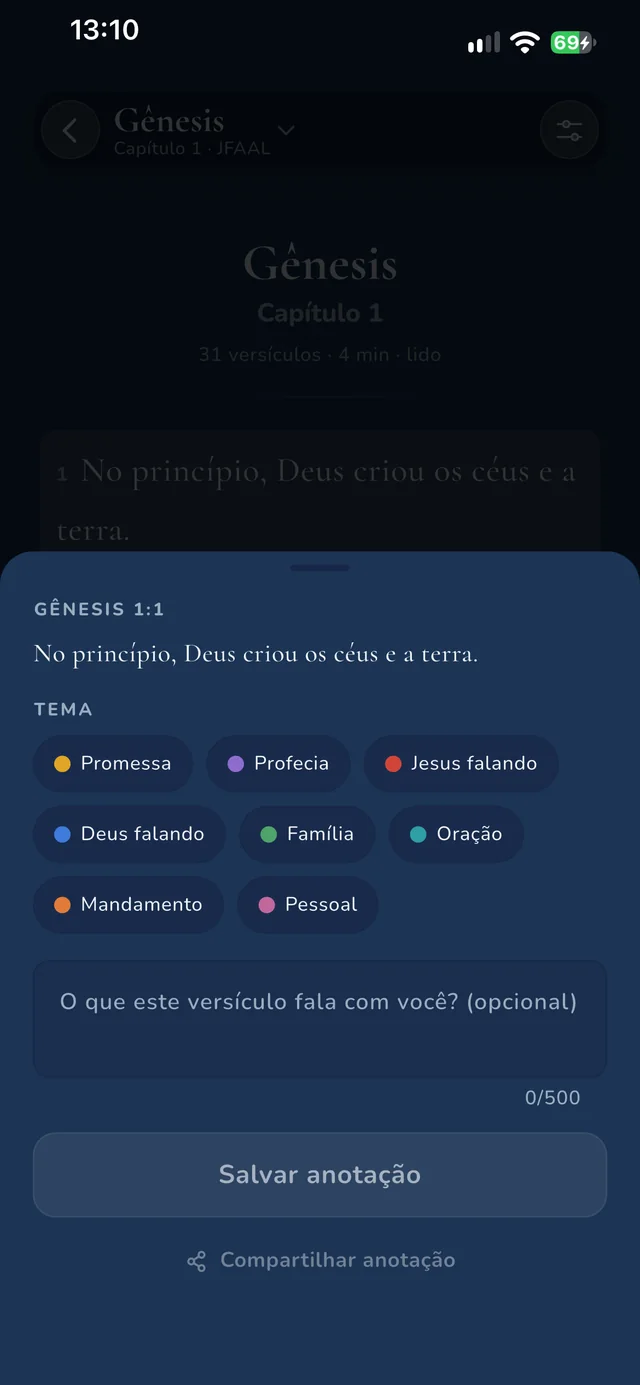 13:10
69
Gênesis
Capítulo 1 · JFAAL
Gênesis
Capítulo 1
31 versículos · 4 min · lido
1 No princípio, Deus criou os céus e a
terra.
GÊNESIS 1:1
No princípio, Deus criou os céus e a terra.
TEMA
Promessa Profecia Jesus falando
Deus falando Família Oração
Mandamento Pessoal
O que este versículo fala com você? (opcional)
0/500
Salvar anotação
Compartilhar anotação